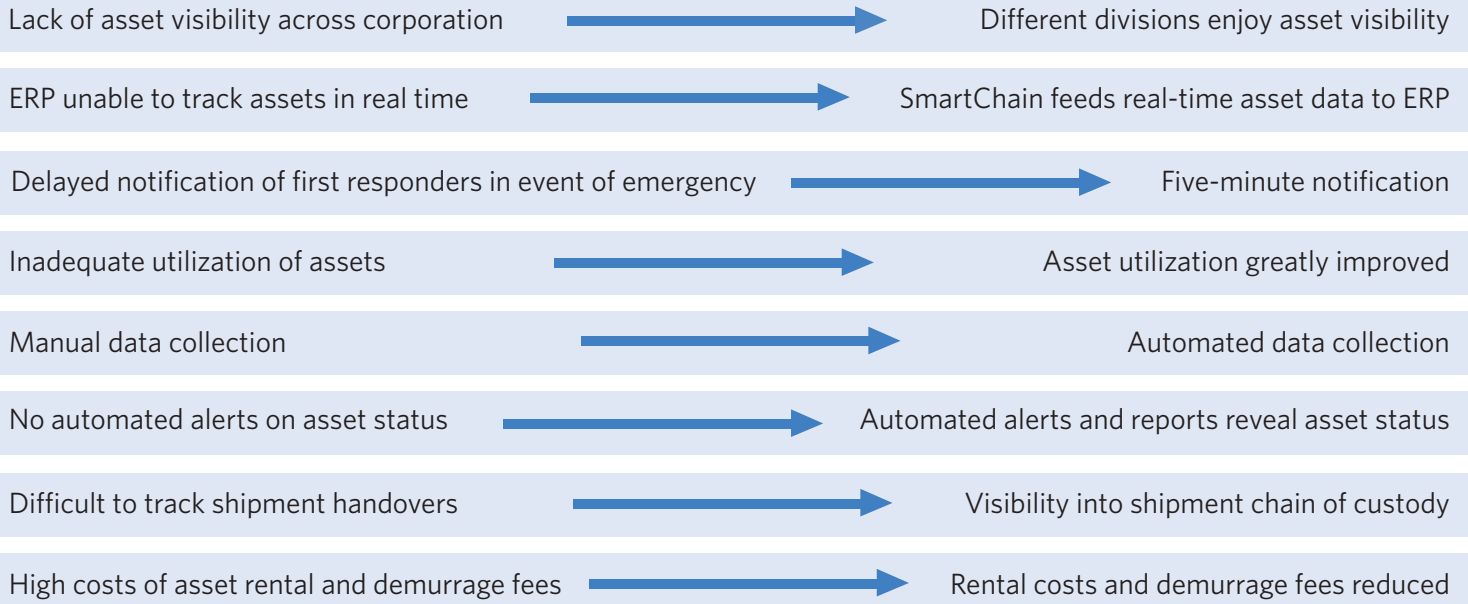 Lack of asset visibility across corporation Different divisions enjoy asset visibility
ERP unable to track assets in real time SmartChain feeds real-time asset data to ERP
Delayed notification of first responders in event of emergency Five-minute notification
Inadequate utilization of assets Asset utilization greatly improved
Manual data collection Automated data collection
No automated alerts on asset status Automated alerts and reports reveal asset status
Difficult to track shipment handovers Visibility into shipment chain of custody
High costs of asset rental and demurrage fees Rental costs and demurrage fees reduced